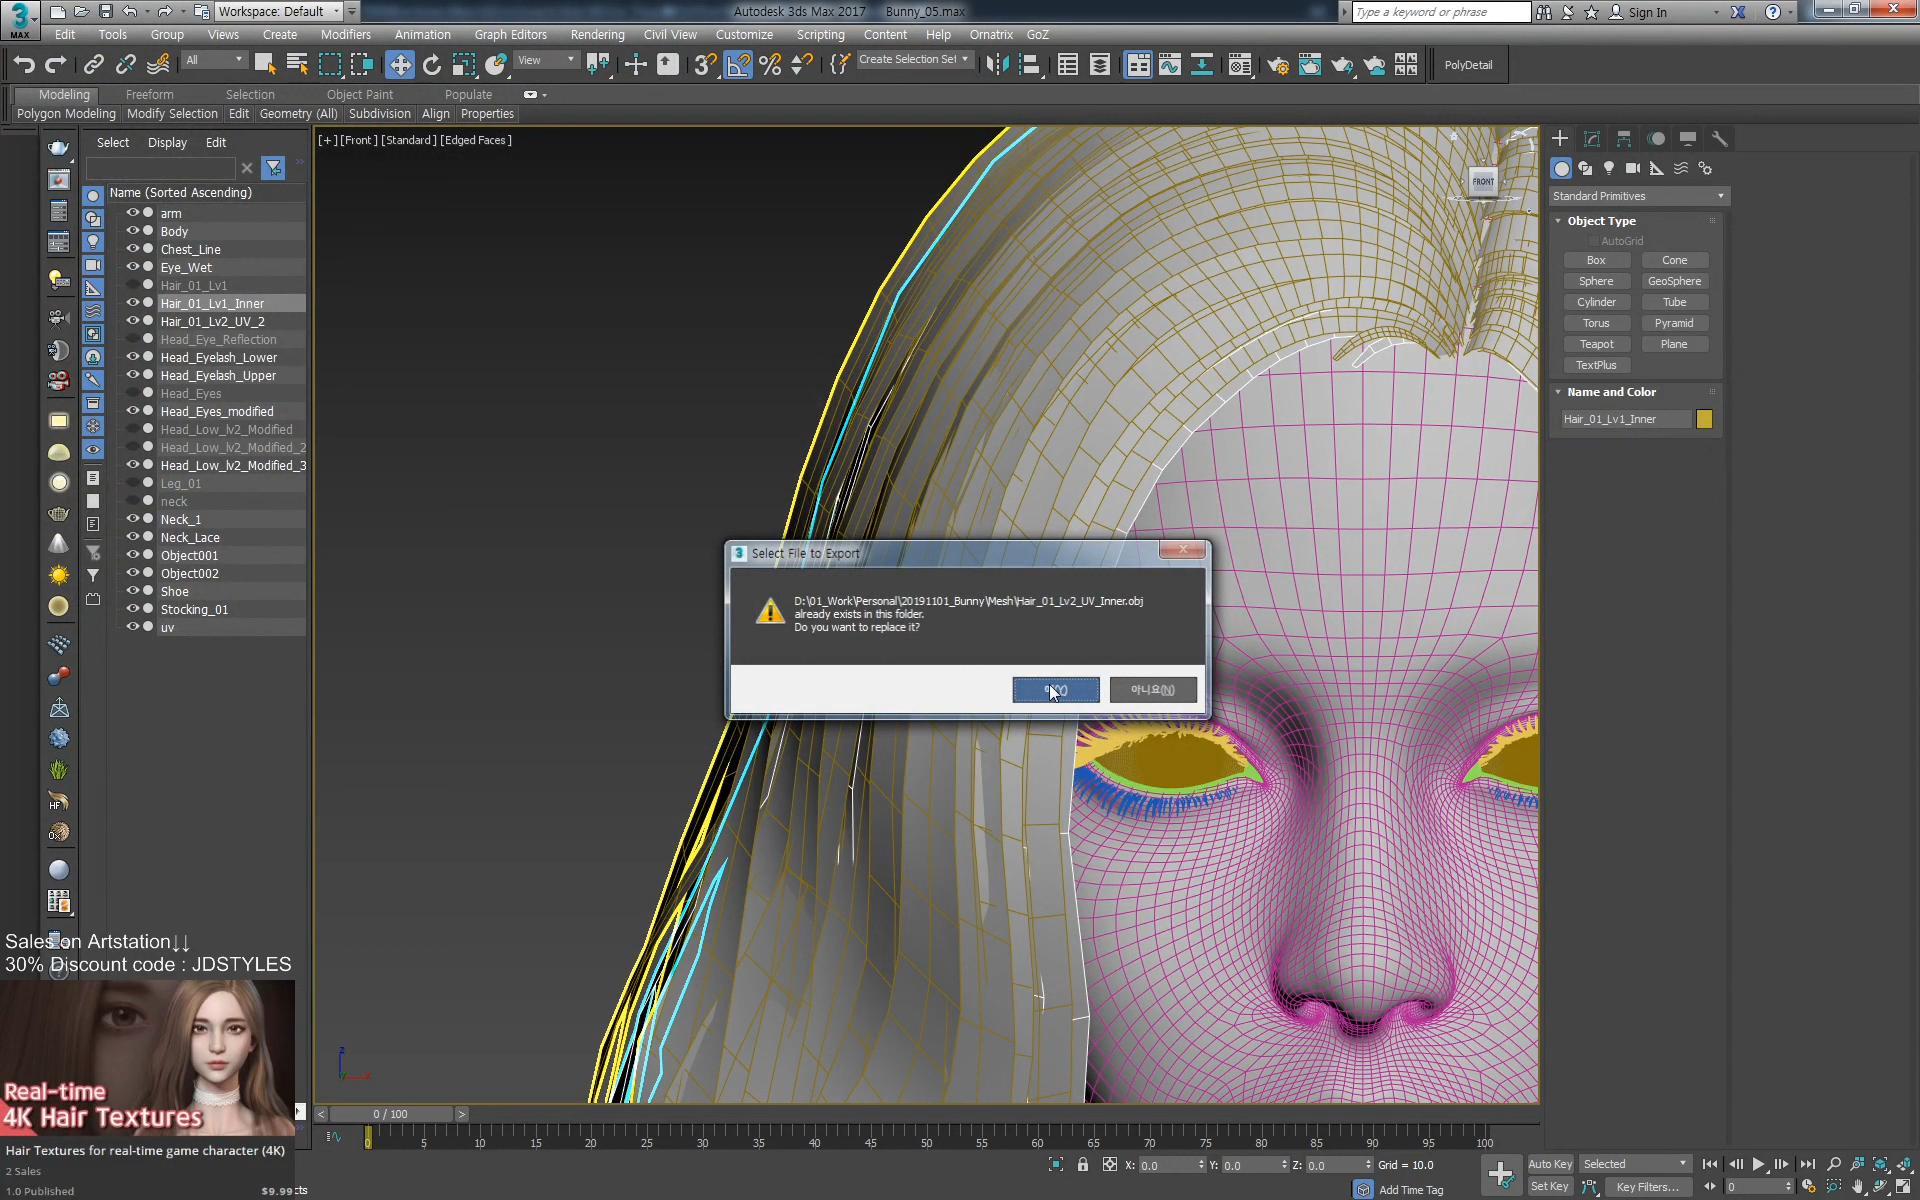 Workspace: Default
Autodesk 3ds Max 2017    Bunny_05.max
Type a keyword or phrase
Sign In
MAX
Edit Tools Group Views Create Modifiers Animation Graph Editors Rendering Civil View Customize Scripting Content Help Ornatrix GoZ
All
View
Create Selection Set
PolyDetail
Modeling Freeform Selection Object Paint Populate
Polygon Modeling Modify Selection Edit Geometry (All) Subdivision Align Properties
Select Display Edit
Name (Sorted Ascending)
arm
Body
Chest_Line
Eye_Wet
Hair_01_Lv1
Hair_01_Lv1_Inner
Hair_01_Lv2_UV_2
Head_Eye_Reflection
Head_Eyelash_Lower
Head_Eyelash_Upper
Head_Eyes
Head_Eyes_modified
Head_Low_lv2_Modified
Head_Low_lv2_Modified_2
Head_Low_lv2_Modified_3
Leg_01
neck
Neck_1
Neck_Lace
Object001
Object002
Shoe
Stocking_01
uv
[+] [Front] [Standard] [Edged Faces]
FRONT
Select File to Export
D:\01_Work\Personal\20191101_Bunny\Mesh\Hair_01_Lv2_UV_Inner.obj
already exists in this folder.
Do you want to replace it?
아니요(N)
Standard Primitives
Object Type
AutoGrid
Box Cone
Sphere GeoSphere
Cylinder Tube
Torus Pyramid
Teapot Plane
TextPlus
Name and Color
Hair_01_Lv1_Inner
Sales on Artstation↓↓
30% Discount code : JDSTYLES
Real-time
4K Hair Textures
Hair Textures for real-time game character (4K)
2 Sales
1.0 Published $9.99
cts
z
x
< 0 / 100 >
0 5 10 15 20 25 30 35 40 45 50 55 60 65 70 75 80 85 90 95 100
X: 0.0 Y: 0.0 Z: 0.0 Grid = 10.0
Add Time Tag
Auto Key Selected
Set Key Key Filters...
0